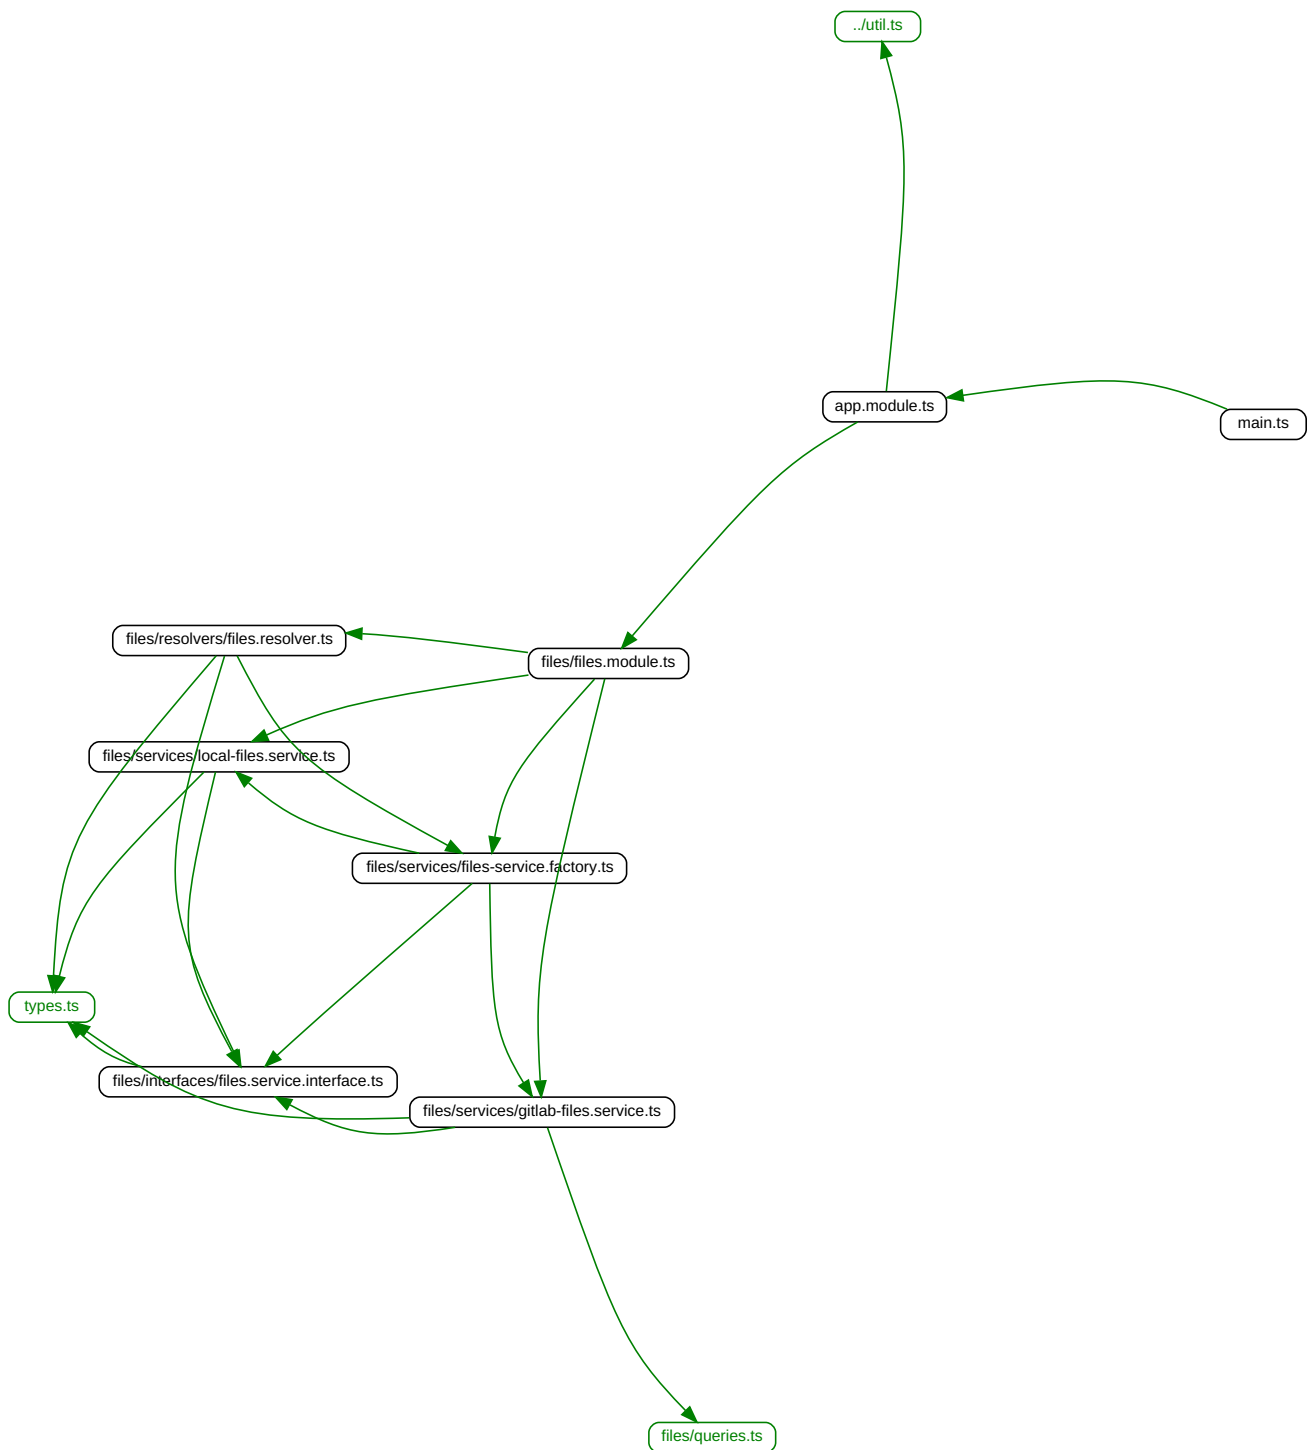 ../util.ts
app.module.ts
main.ts
files/resolvers/files.resolver.ts
files/files.module.ts
files/services/local-files.service.ts
files/services/files-service.factory.ts
types.ts
files/interfaces/files.service.interface.ts
files/services/gitlab-files.service.ts
files/queries.ts